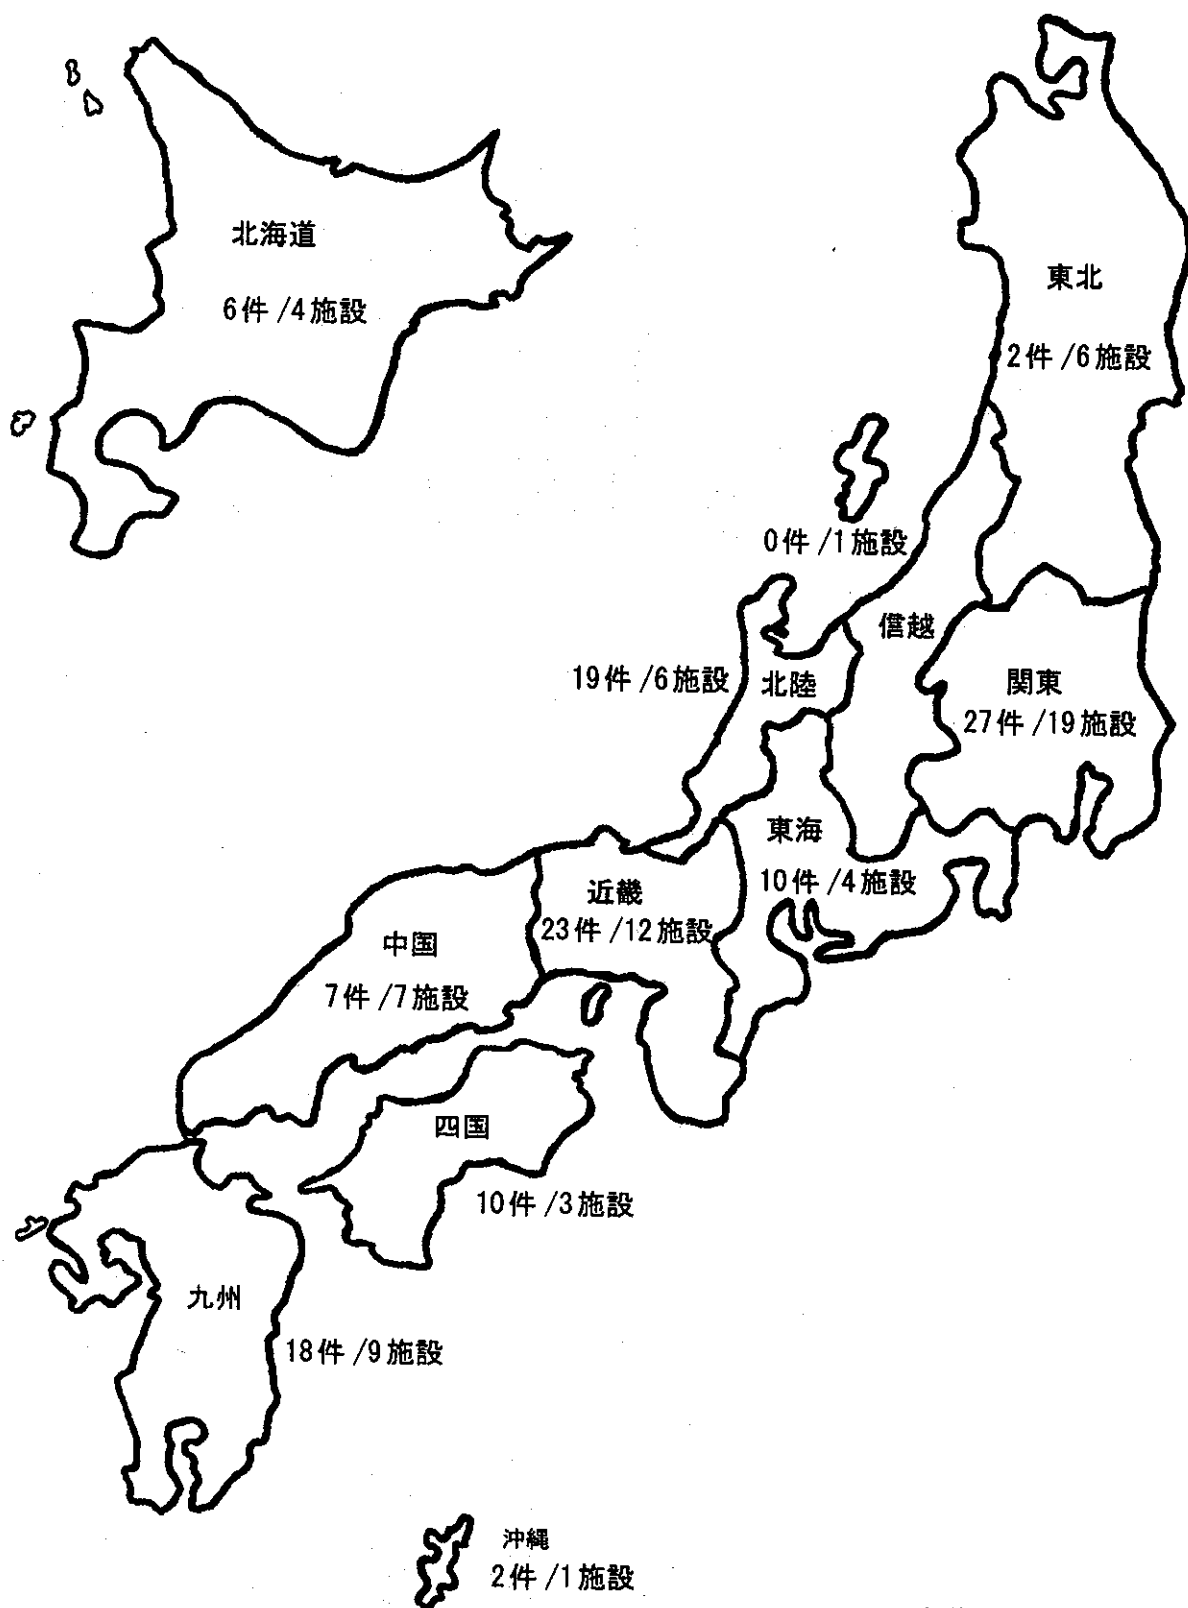 北海道
6件/4施設
東北
2件/6施設
0件/1施設
信越
19件/6施設
北陸
関東
27件/19施設
東海
10件/4施設
近畿
23件/12施設
中国
7件/7施設
四国
10件/3施設
九州
18件/9施設
沖縄
2件/1施設